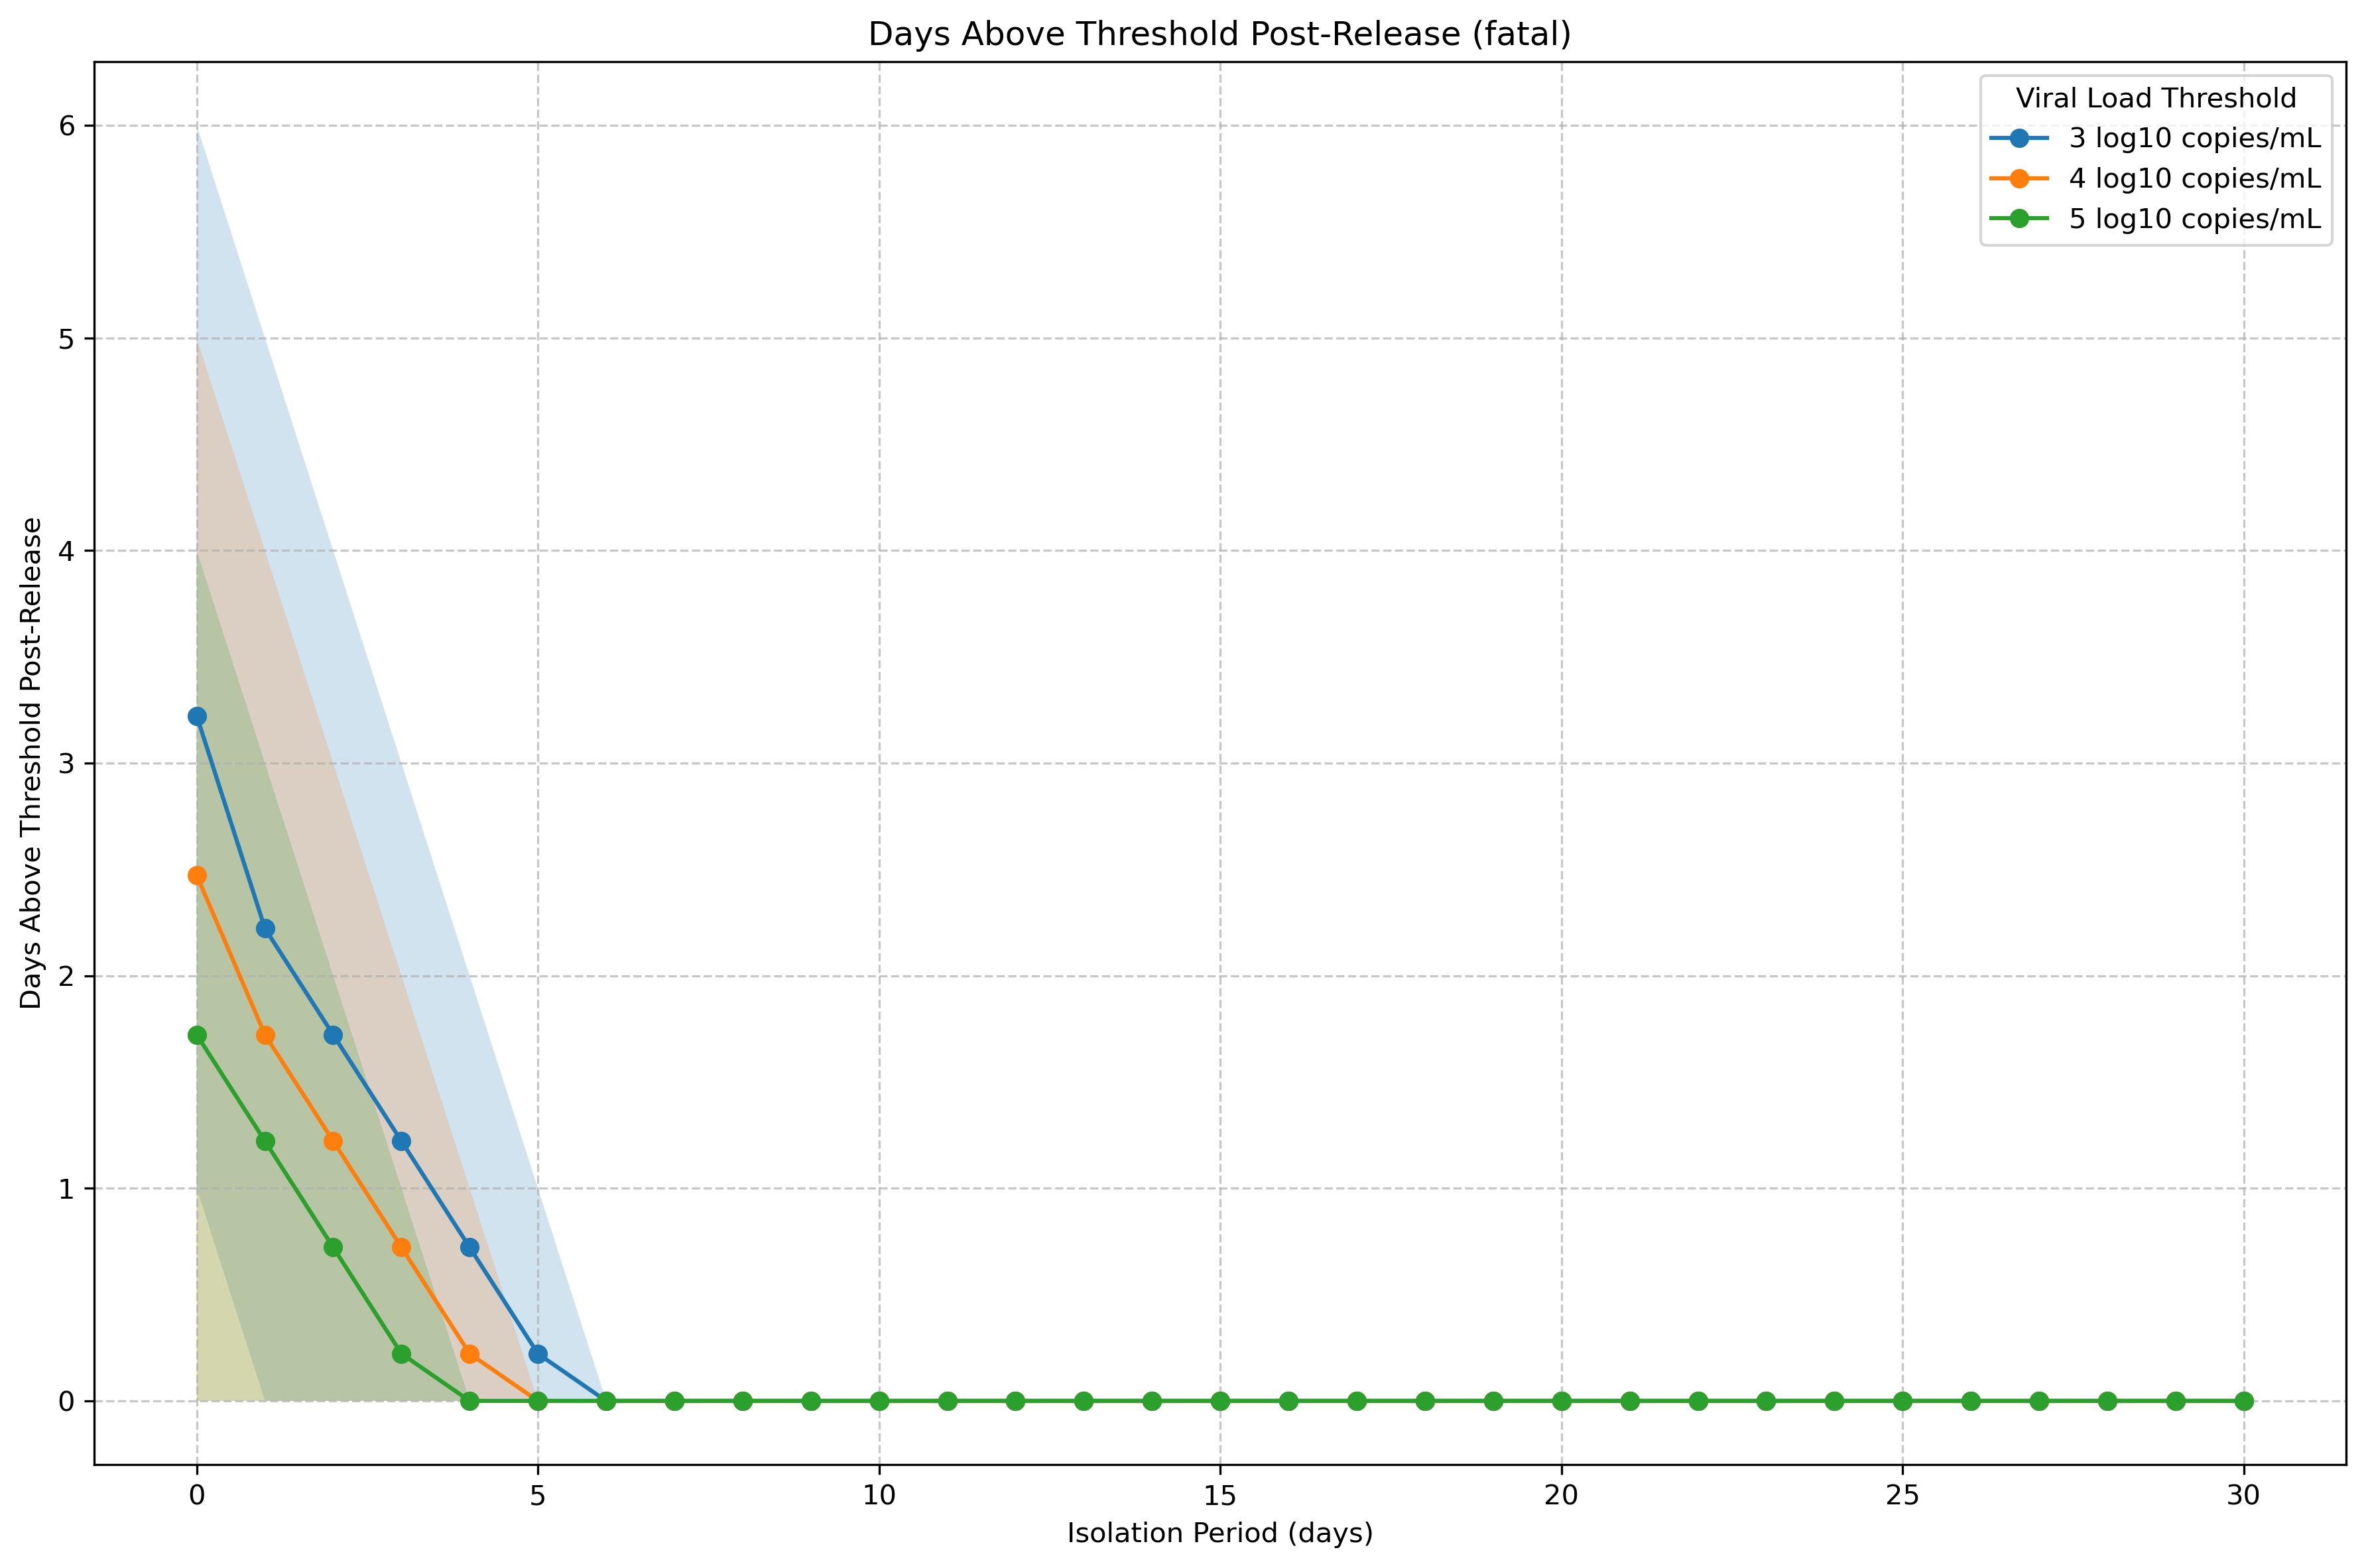 Days Above Threshold Post-Release (fatal)
Viral Load Threshold
3 log10 copies/mL
4 log10 copies/mL
5 log10 copies/mL
Days Above Threshold Post-Release
6
5
4
3
2
1
0
0 5 10 15 20 25 30
Isolation Period (days)